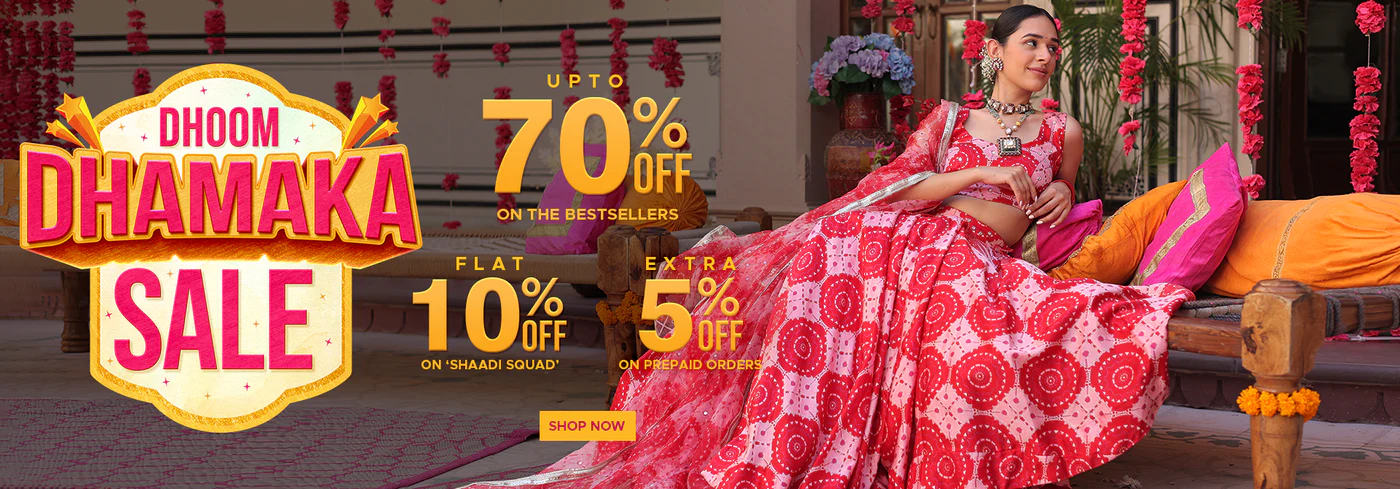 DHOOM
DHAMAKA
SALE
UPTO
70% OFF
ON THE BESTSELLERS
FLAT
10% OFF
ON ‘SHAADI SQUAD’
EXTRA
5% OFF
ON PREPAID ORDERS
SHOP NOW